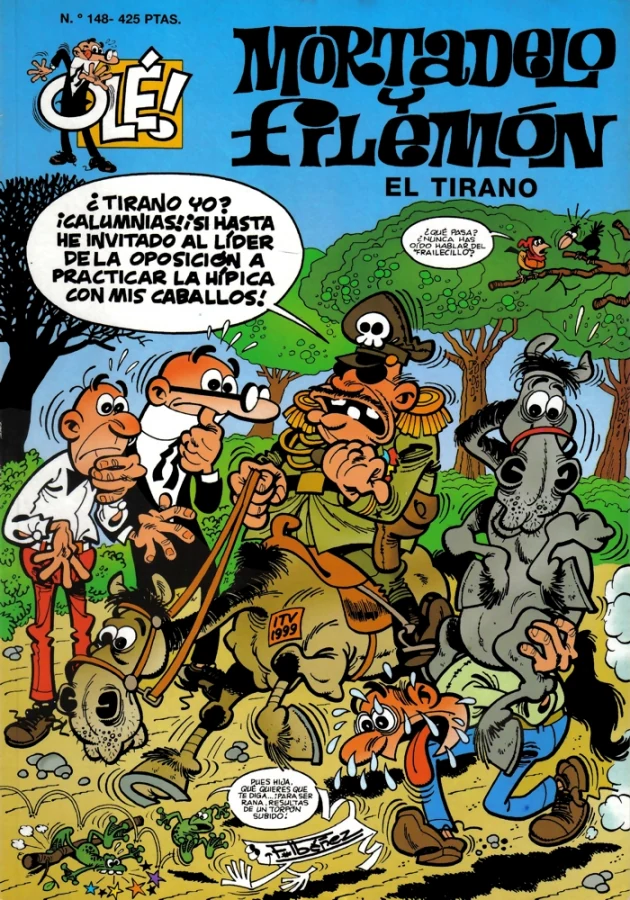 N.º 148- 425 PTAS.
OLÉ!
MORTADELO
Y
FILEMÓN
EL TIRANO
¿TIRANO YO?
¡CALUMNIAS!¡SI HASTA
HE INVITADO AL LÍDER
DE LA OPOSICIÓN A
PRACTICAR LA HÍPICA
CON MIS CABALLOS!
¿QUÉ PASA?
¿NUNCA HAS
OÍDO HABLAR DEL
"FRAILECILLO"?
ITV
1999
PUES HIJA,
QUÉ QUIERES QUE
TE DIGA...¡PARA SER
RANA, RESULTAS
DE UN TORPÓN
SUBIDO!
F. Ibáñez